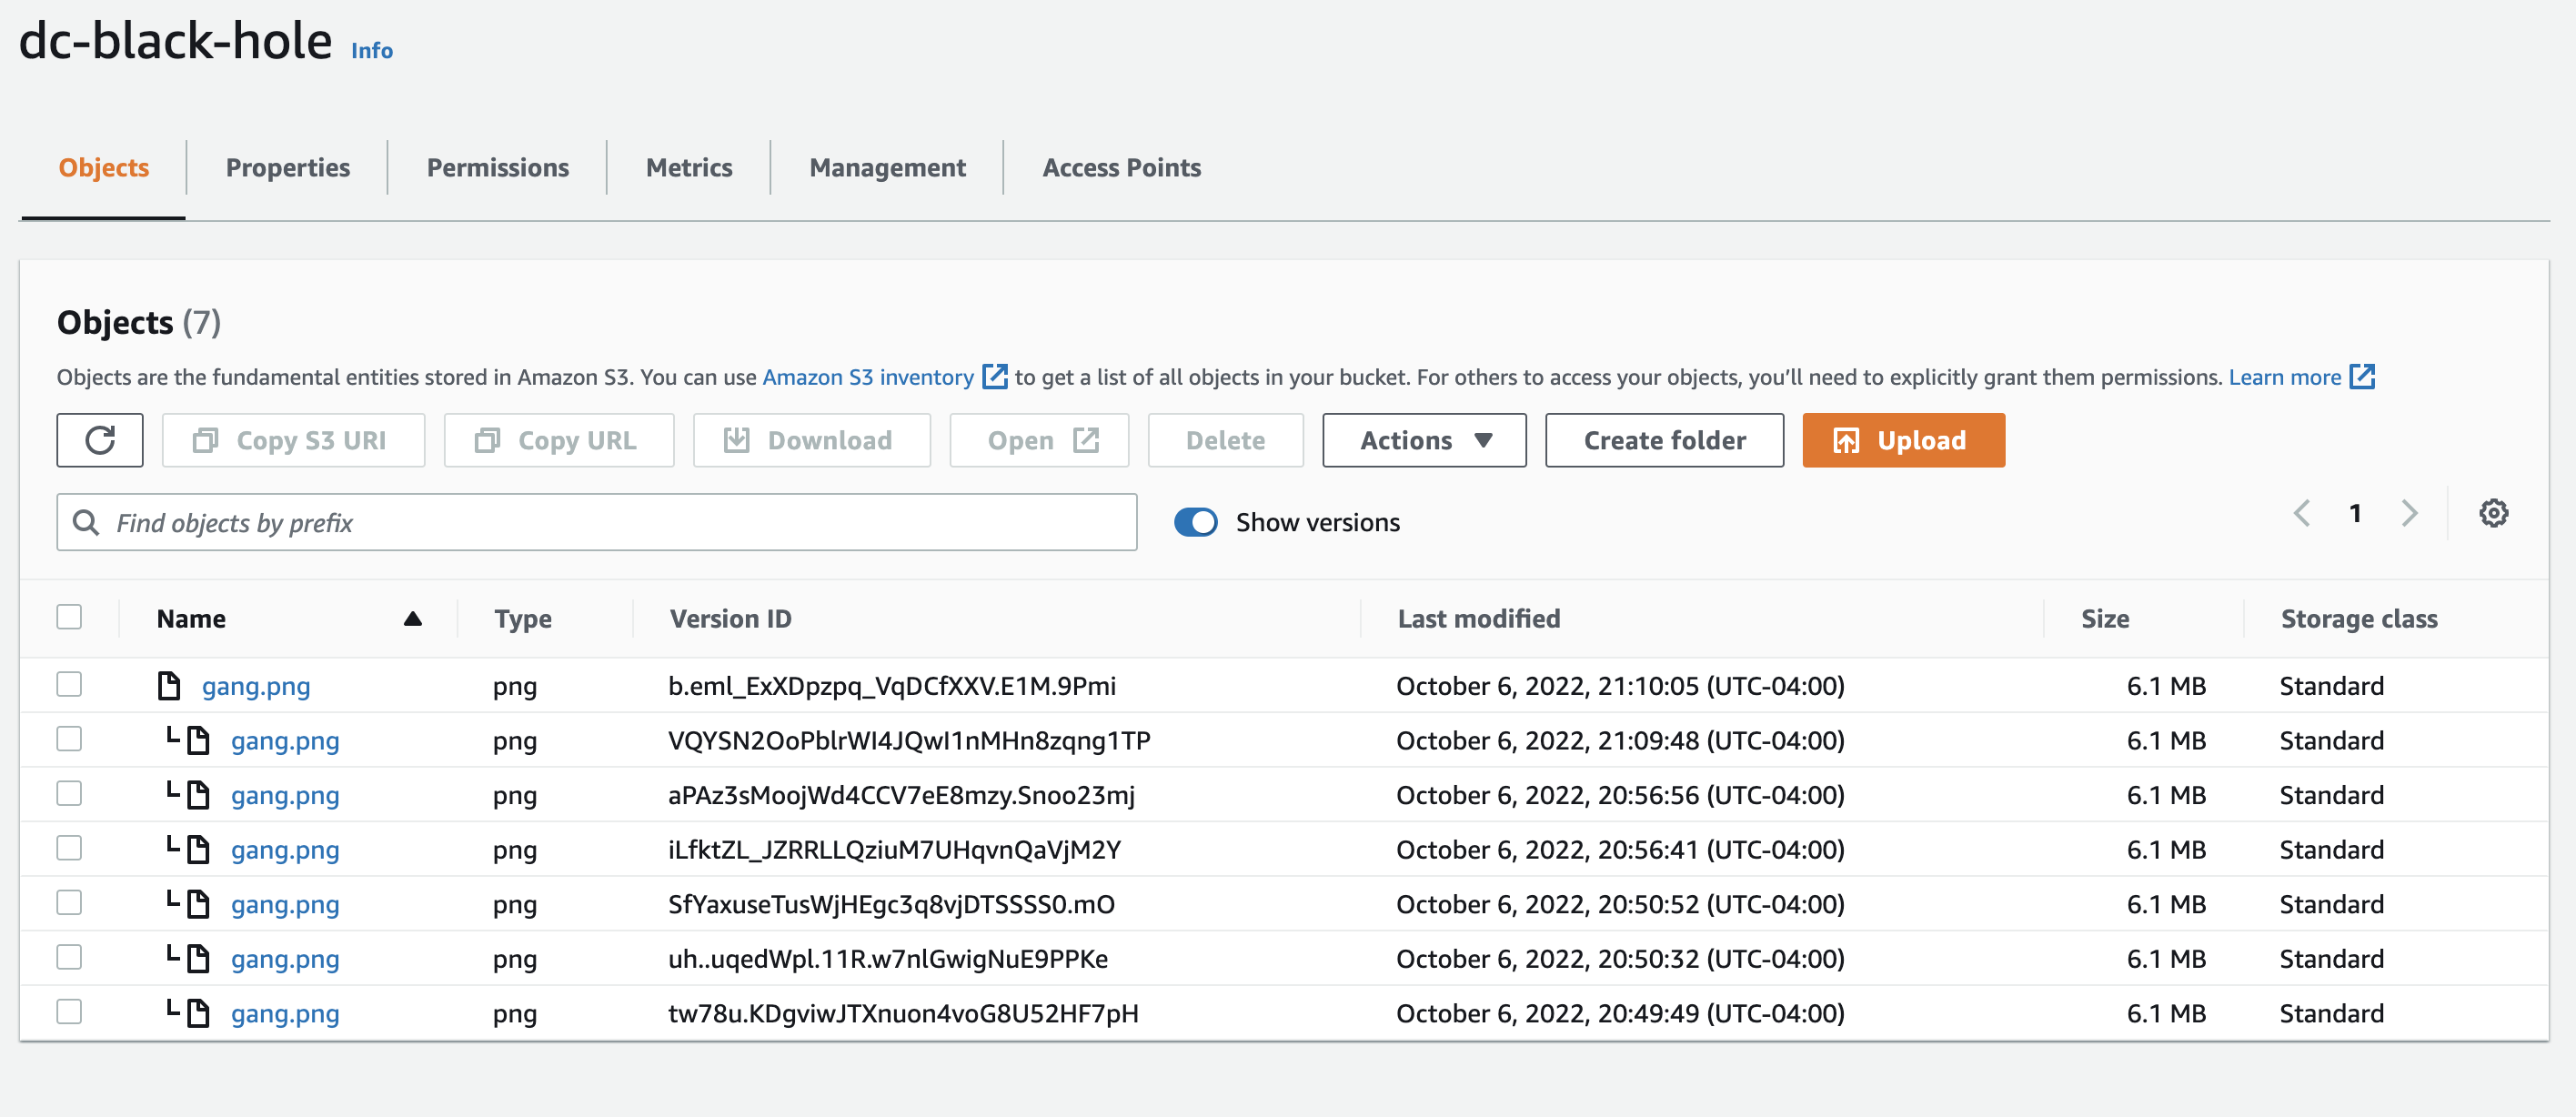 dc-black-hole Info
Objects Properties Permissions Metrics Management Access Points
Objects (7)
Objects are the fundamental entities stored in Amazon S3. You can use Amazon S3 inventory to get a list of all objects in your bucket. For others to access your objects, you’ll need to explicitly grant them permissions. Learn more
Copy S3 URI Copy URL Download Open Delete Actions Create folder Upload
Find objects by prefix Show versions 1
Name Type Version ID Last modified Size Storage class
gang.png png b.eml_ExXDpzpq_VqDCfXXV.E1M.9Pmi October 6, 2022, 21:10:05 (UTC-04:00) 6.1 MB Standard
gang.png png VQYSN2OoPblrWI4JQwI1nMHn8zqng1TP October 6, 2022, 21:09:48 (UTC-04:00) 6.1 MB Standard
gang.png png aPAz3sMoojWd4CCV7eE8mzy.Snoo23mj October 6, 2022, 20:56:56 (UTC-04:00) 6.1 MB Standard
gang.png png iLfktZL_JZRRLLQziuM7UHqvnQaVjM2Y October 6, 2022, 20:56:41 (UTC-04:00) 6.1 MB Standard
gang.png png SfYaxuseTusWjHEgc3q8vjDTSSSS0.mO October 6, 2022, 20:50:52 (UTC-04:00) 6.1 MB Standard
gang.png png uh..uqedWpl.11R.w7nlGwigNuE9PPKe October 6, 2022, 20:50:32 (UTC-04:00) 6.1 MB Standard
gang.png png tw78u.KDgviwJTXnuon4voG8U52HF7pH October 6, 2022, 20:49:49 (UTC-04:00) 6.1 MB Standard